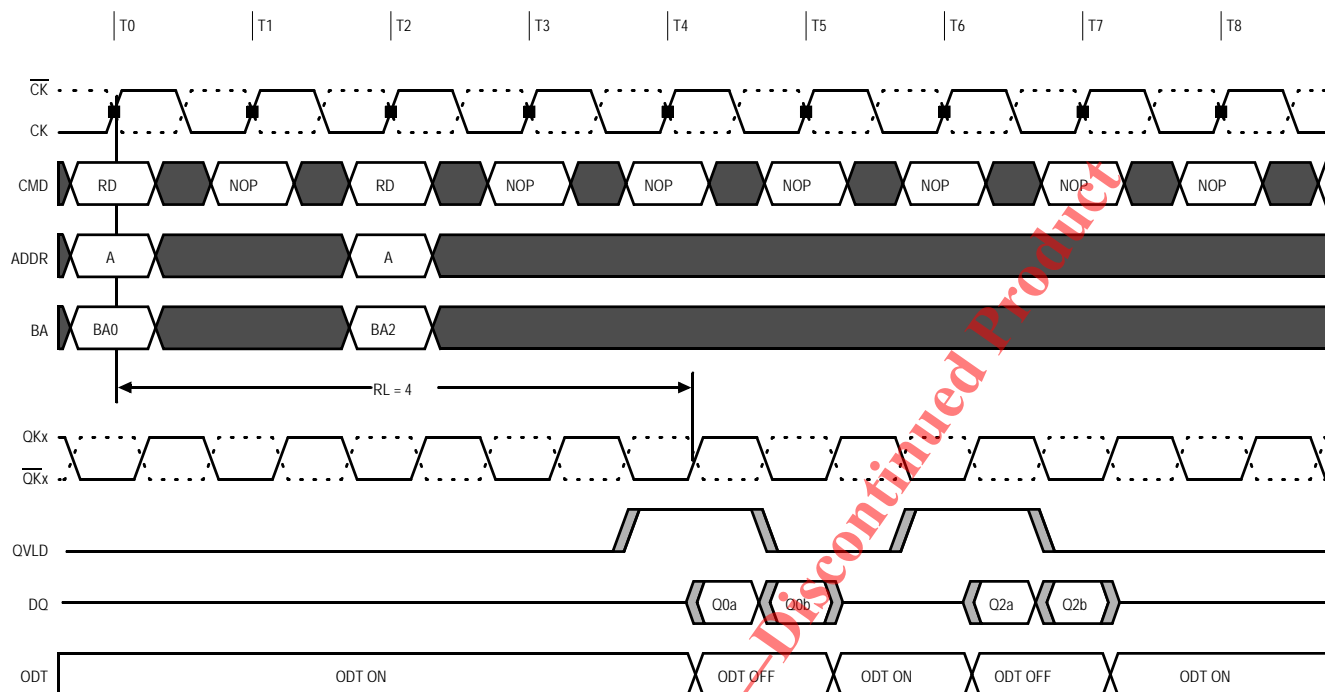 T0 T1 T2 T3 T4 T5 T6 T7 T8
CK
CK
CMD RD NOP RD NOP NOP NOP NOP NOP NOP
ADDR A A
BA BA0 BA2
RL = 4
QKx
QKx
QVLD
DQ Q0a Q0b Q2a Q2b
ODT ODT ON ODT OFF ODT ON ODT OFF ODT ON
—Discontinued Product